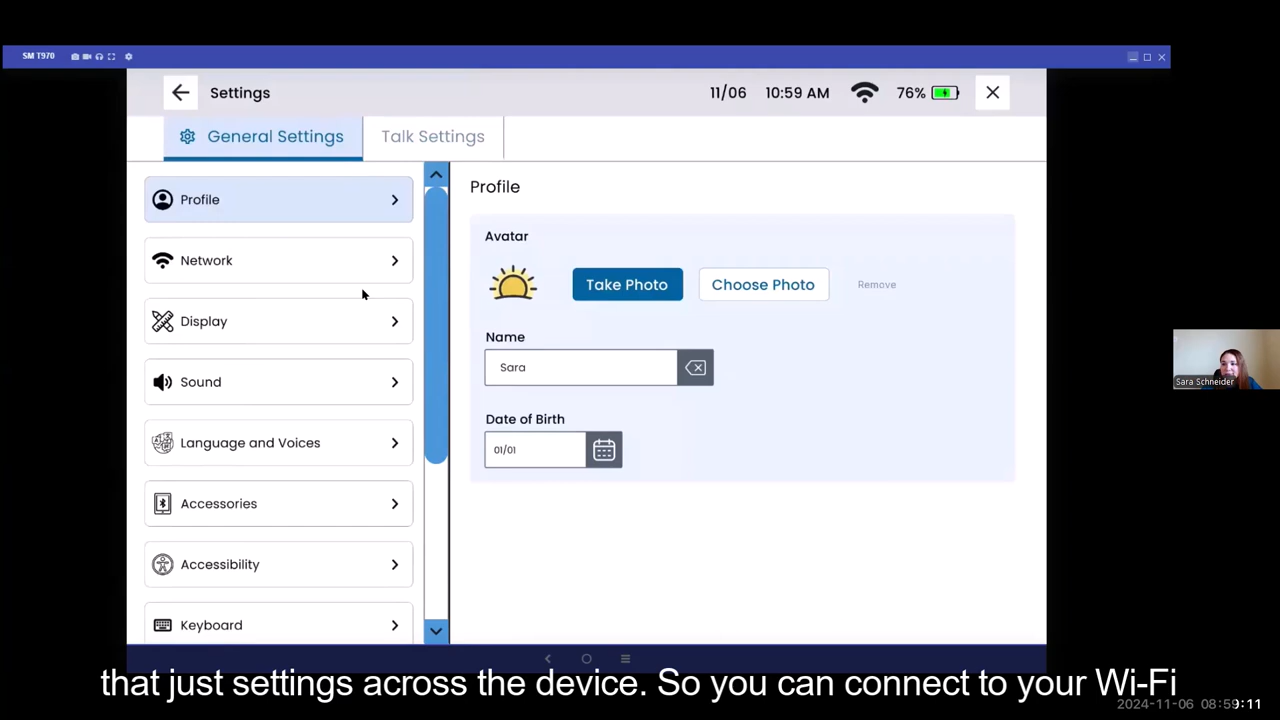 SM T970
Settings
11/06 10:59 AM 76%
General Settings Talk Settings
Profile
Network
Display
Sound
Language and Voices
Accessories
Accessibility
Keyboard
Profile
Avatar
Take Photo Choose Photo Remove
Name
Sara
Date of Birth
01/01
Sara Schneider
that just settings across the device. So you can connect to your Wi-Fi
2024-11-06 08:59:11